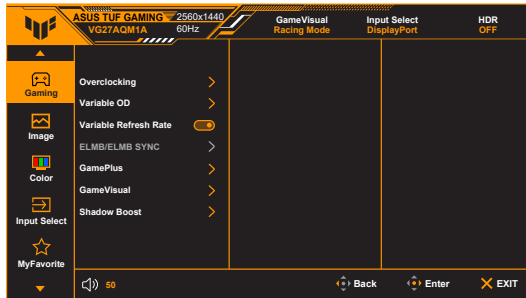 ASUS TUF GAMING 2560x1440
VG27AQM1A 60Hz
GameVisual
Racing Mode
Input Select
DisplayPort
HDR
OFF
Gaming
Image
Color
Input Select
MyFavorite
Overclocking
Variable OD
Variable Refresh Rate
ELMB/ELMB SYNC
GamePlus
GameVisual
Shadow Boost
50
Back
Enter
EXIT